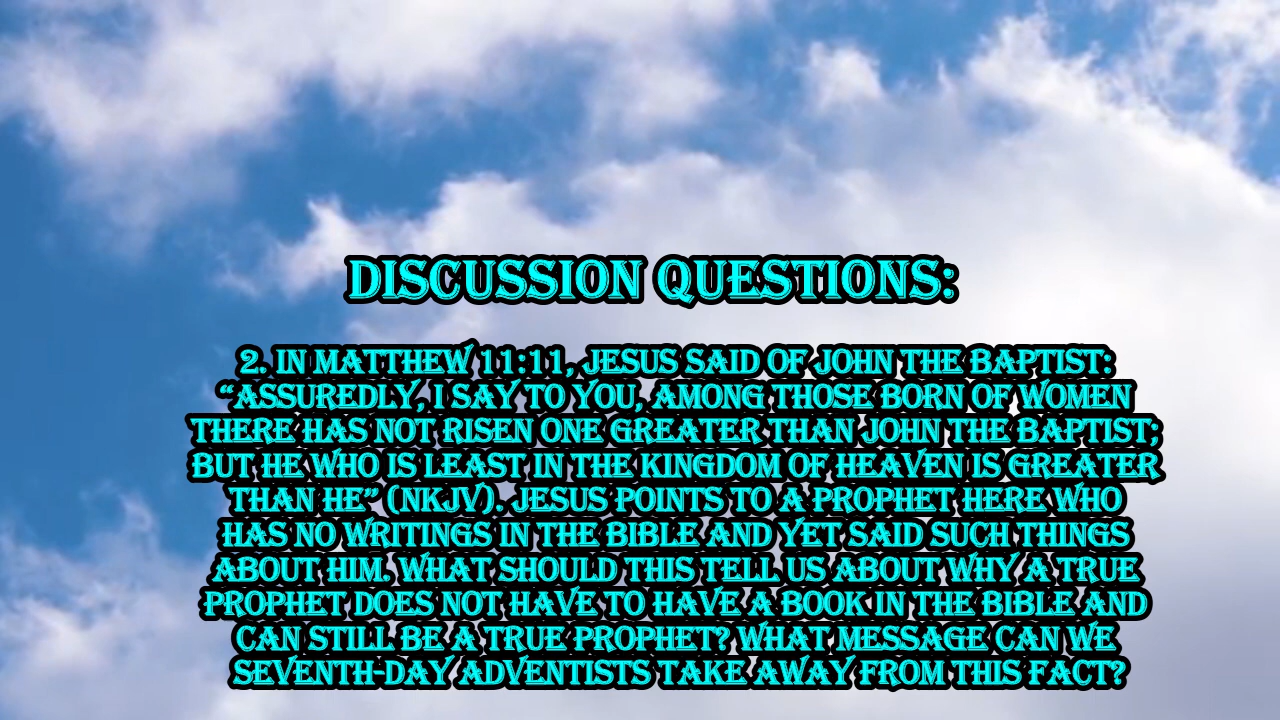 DISCUSSION QUESTIONS:
2. IN MATTHEW 11:11, JESUS SAID OF JOHN THE BAPTIST:
“ASSUREDLY, I SAY TO YOU, AMONG THOSE BORN OF WOMEN
THERE HAS NOT RISEN ONE GREATER THAN JOHN THE BAPTIST;
BUT HE WHO IS LEAST IN THE KINGDOM OF HEAVEN IS GREATER
THAN HE” (NKJV). JESUS POINTS TO A PROPHET HERE WHO
HAS NO WRITINGS IN THE BIBLE AND YET SAID SUCH THINGS
ABOUT HIM. WHAT SHOULD THIS TELL US ABOUT WHY A TRUE
PROPHET DOES NOT HAVE TO HAVE A BOOK IN THE BIBLE AND
CAN STILL BE A TRUE PROPHET? WHAT MESSAGE CAN WE
SEVENTH-DAY ADVENTISTS TAKE AWAY FROM THIS FACT?